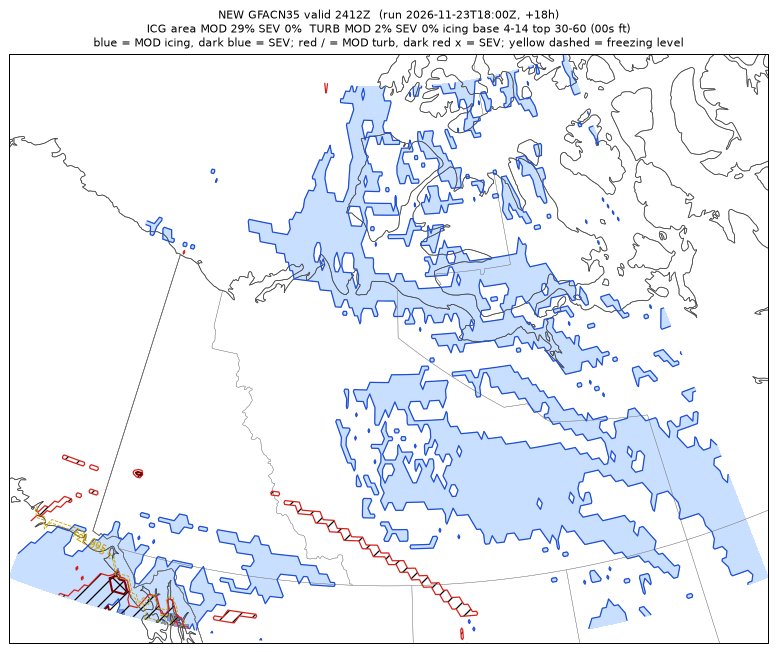 NEW GFACN35 valid 2412Z (run 2026-11-23T18:00Z, +18h)
ICG area MOD 29% SEV 0% TURB MOD 2% SEV 0% icing base 4-14 top 30-60 (00s ft)
blue = MOD icing, dark blue = SEV; red / = MOD turb, dark red x = SEV; yellow dashed = freezing level